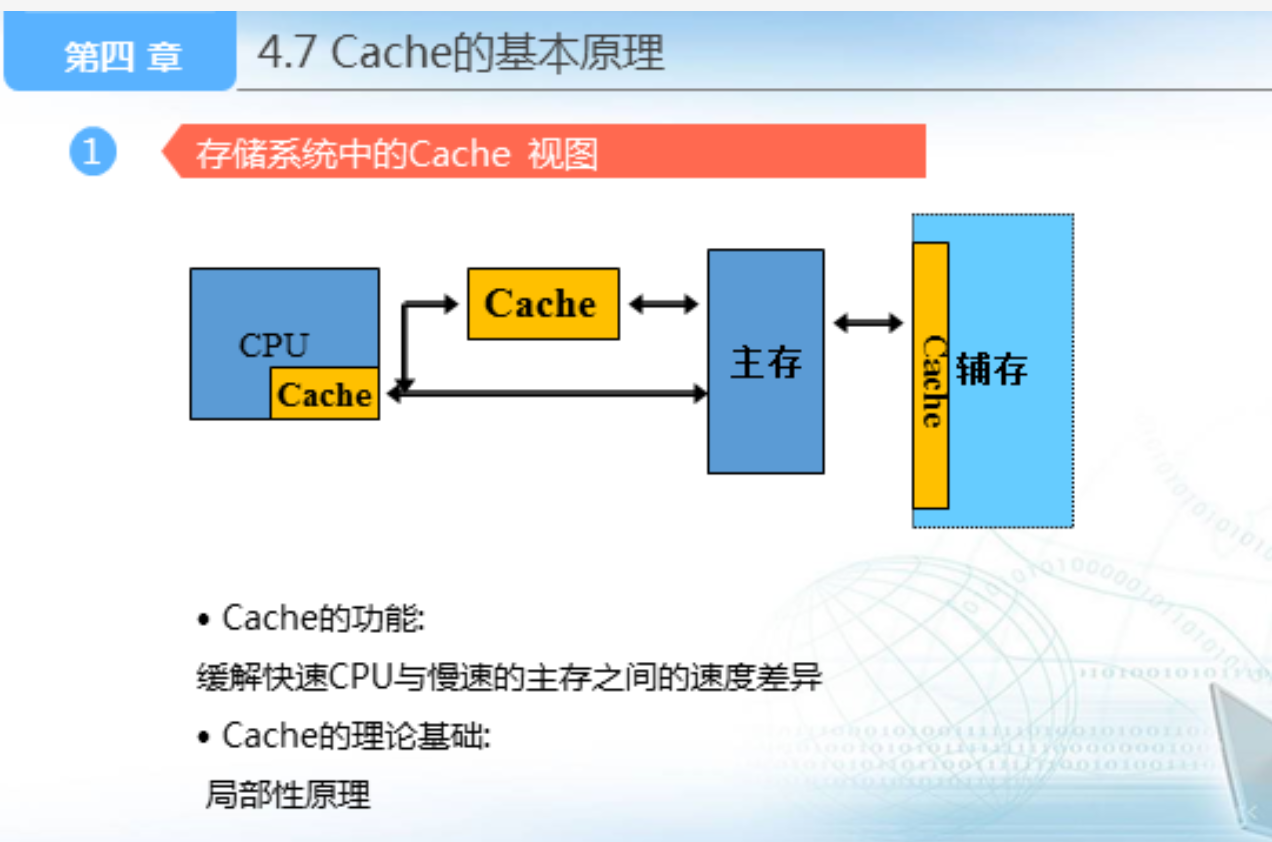 第四 章
4.7 Cache的基本原理
1
存储系统中的Cache 视图
CPU
Cache
Cache
主存
Cache
辅存
• Cache的功能:
缓解快速CPU与慢速的主存之间的速度差异
• Cache的理论基础:
局部性原理